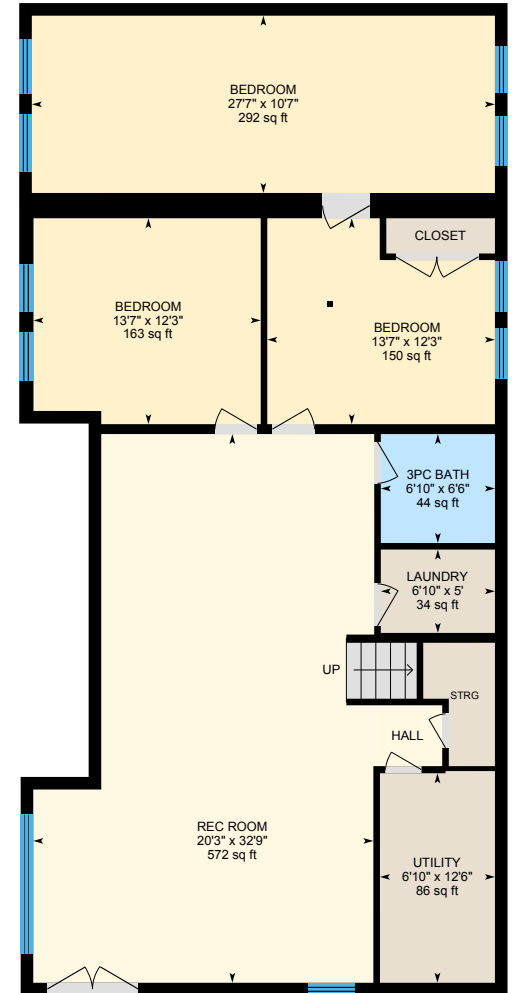 BEDROOM
27'7" x 10'7"
292 sq ft
CLOSET
BEDROOM
13'7" x 12'3"
163 sq ft
BEDROOM
13'7" x 12'3"
150 sq ft
3PC BATH
6'10" x 6'6"
44 sq ft
LAUNDRY
6'10" x 5'
34 sq ft
UP
STRG
HALL
REC ROOM
20'3" x 32'9"
572 sq ft
UTILITY
6'10" x 12'6"
86 sq ft